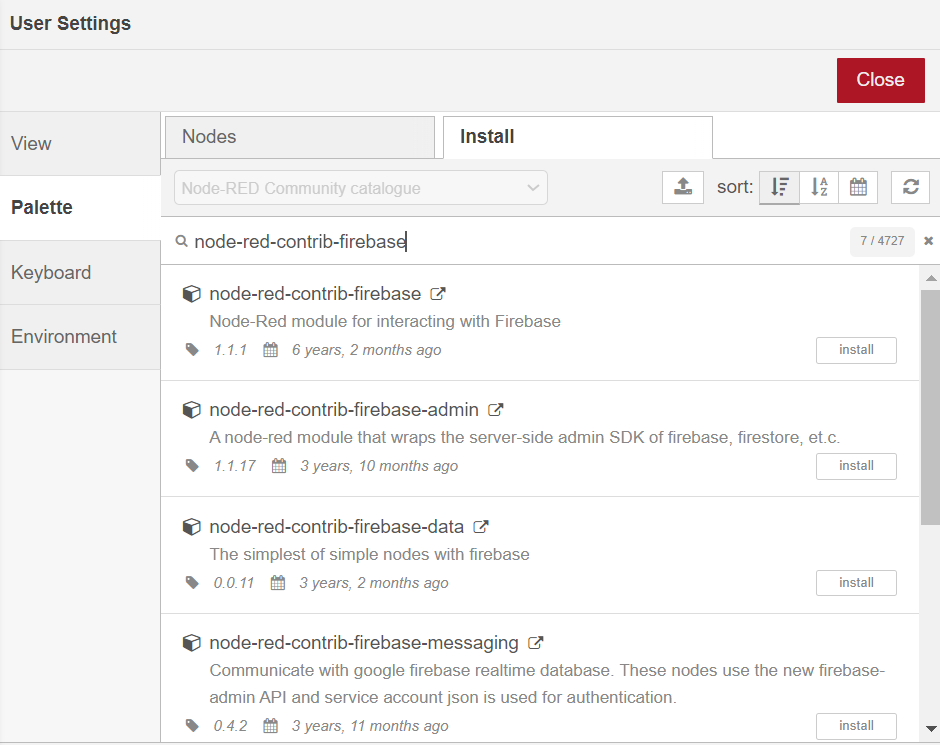 User Settings
Close
View
Palette
Keyboard
Environment
Nodes
Install
Node-RED Community catalogue
sort:
node-red-contrib-firebase
7 / 4727
node-red-contrib-firebase
Node-Red module for interacting with Firebase
1.1.1 6 years, 2 months ago
install
node-red-contrib-firebase-admin
A node-red module that wraps the server-side admin SDK of firebase, firestore, et.c.
1.1.17 3 years, 10 months ago
install
node-red-contrib-firebase-data
The simplest of simple nodes with firebase
0.0.11 3 years, 2 months ago
install
node-red-contrib-firebase-messaging
Communicate with google firebase realtime database. These nodes use the new firebase-
admin API and service account json is used for authentication.
0.4.2 3 years, 11 months ago
install